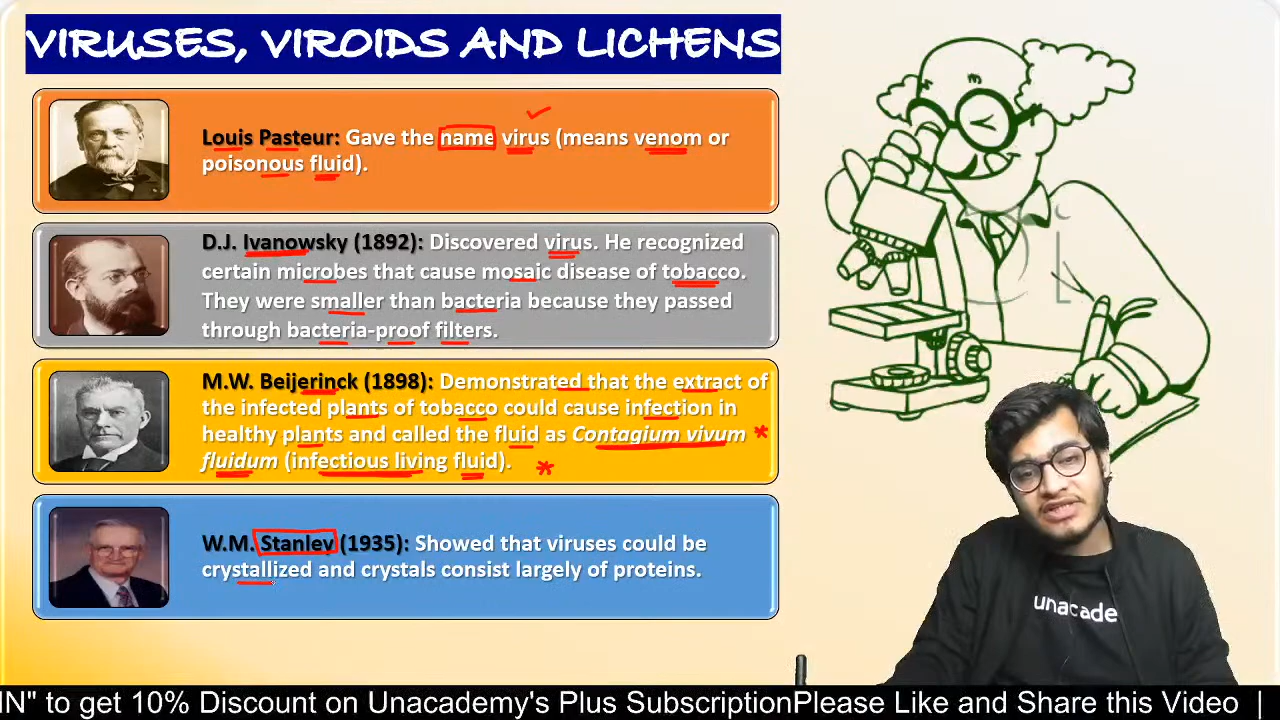 VIRUSES, VIROIDS AND LICHENS
Louis Pasteur: Gave the name virus (means venom or
poisonous fluid).
D.J. Ivanowsky (1892): Discovered virus. He recognized
certain microbes that cause mosaic disease of tobacco.
They were smaller than bacteria because they passed
through bacteria-proof filters.
M.W. Beijerinck (1898): Demonstrated that the extract of
the infected plants of tobacco could cause infection in
healthy plants and called the fluid as Contagium vivum
fluidum (infectious living fluid).
W.M. Stanley (1935): Showed that viruses could be
crystallized and crystals consist largely of proteins.
unacade
IN" to get 10% Discount on Unacademy's Plus SubscriptionPlease Like and Share this Video |